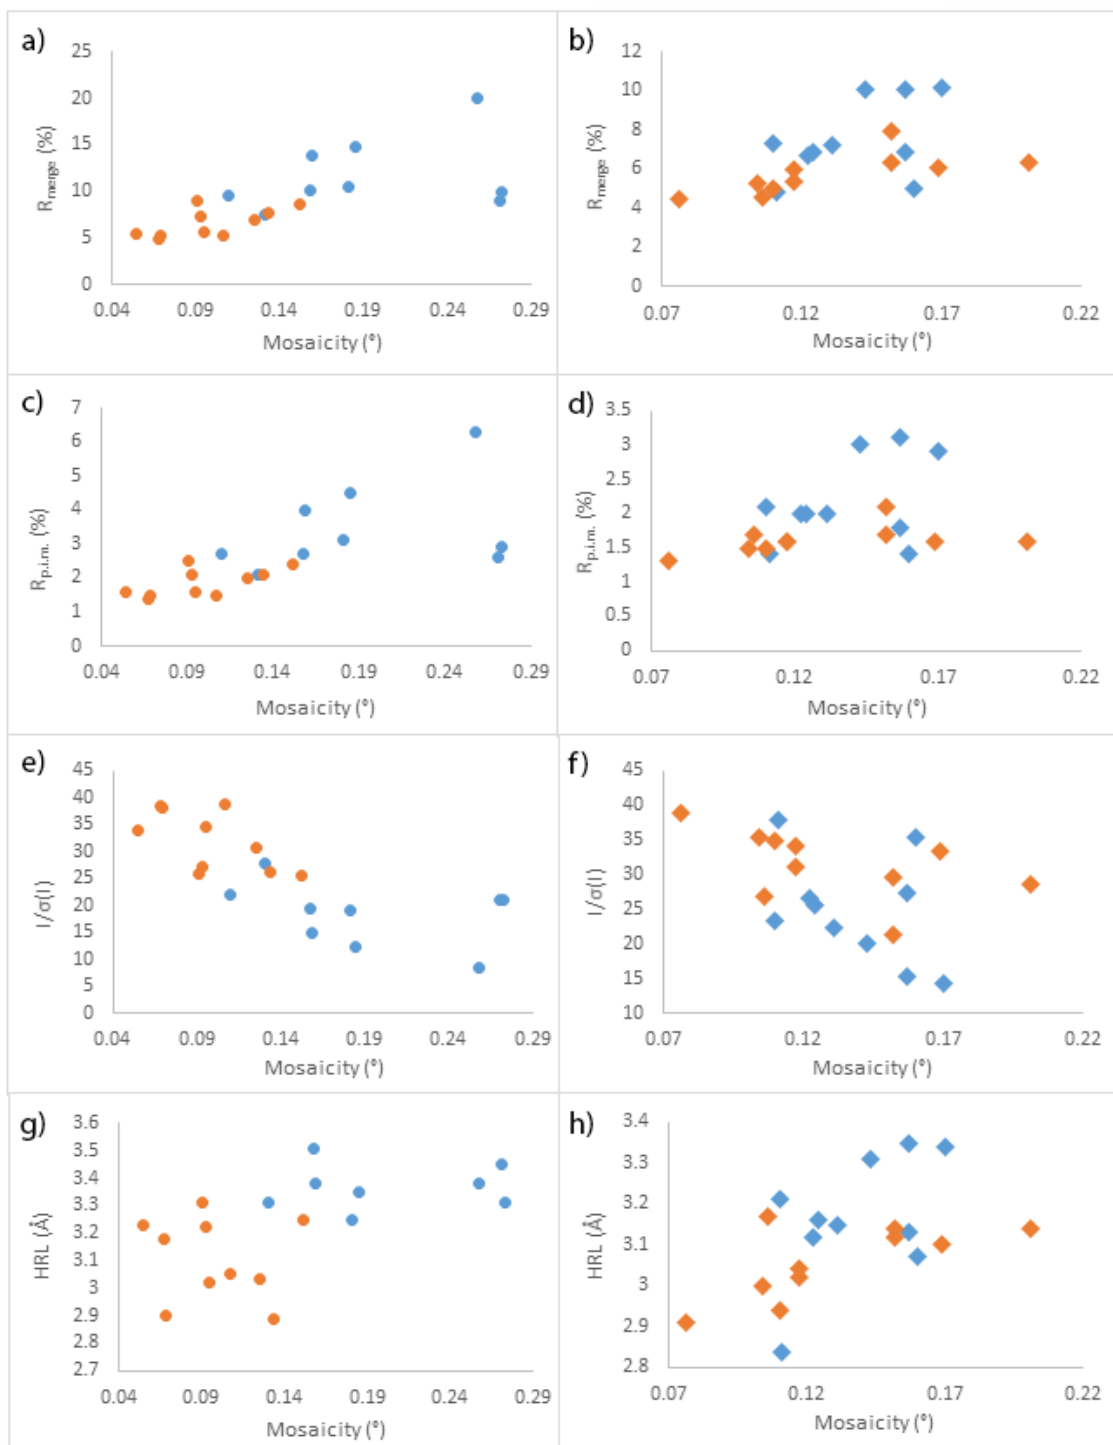 a)
25
20
15
10
5
0
Rmerge (%)
0.04 0.09 0.14 0.19 0.24 0.29
Mosaicity (°)
b)
12
10
8
6
4
2
0
Rmerge (%)
0.07 0.12 0.17 0.22
Mosaicity (°)
c)
7
6
5
4
3
2
1
0
Rp.i.m. (%)
0.04 0.09 0.14 0.19 0.24 0.29
Mosaicity (°)
d)
3.5
3
2.5
2
1.5
1
0.5
0
Rp.i.m. (%)
0.07 0.12 0.17 0.22
Mosaicity (°)
e)
45
40
35
30
25
20
15
10
5
0
I/σ(I)
0.04 0.09 0.14 0.19 0.24 0.29
Mosaicity (°)
f)
45
40
35
30
25
20
15
10
I/σ(I)
0.07 0.12 0.17 0.22
Mosaicity (°)
g)
3.6
3.5
3.4
3.3
3.2
3.1
3
2.9
2.8
2.7
HRL (Å)
0.04 0.09 0.14 0.19 0.24 0.29
Mosaicity (°)
h)
3.4
3.3
3.2
3.1
3
2.9
2.8
HRL (Å)
0.07 0.12 0.17 0.22
Mosaicity (°)